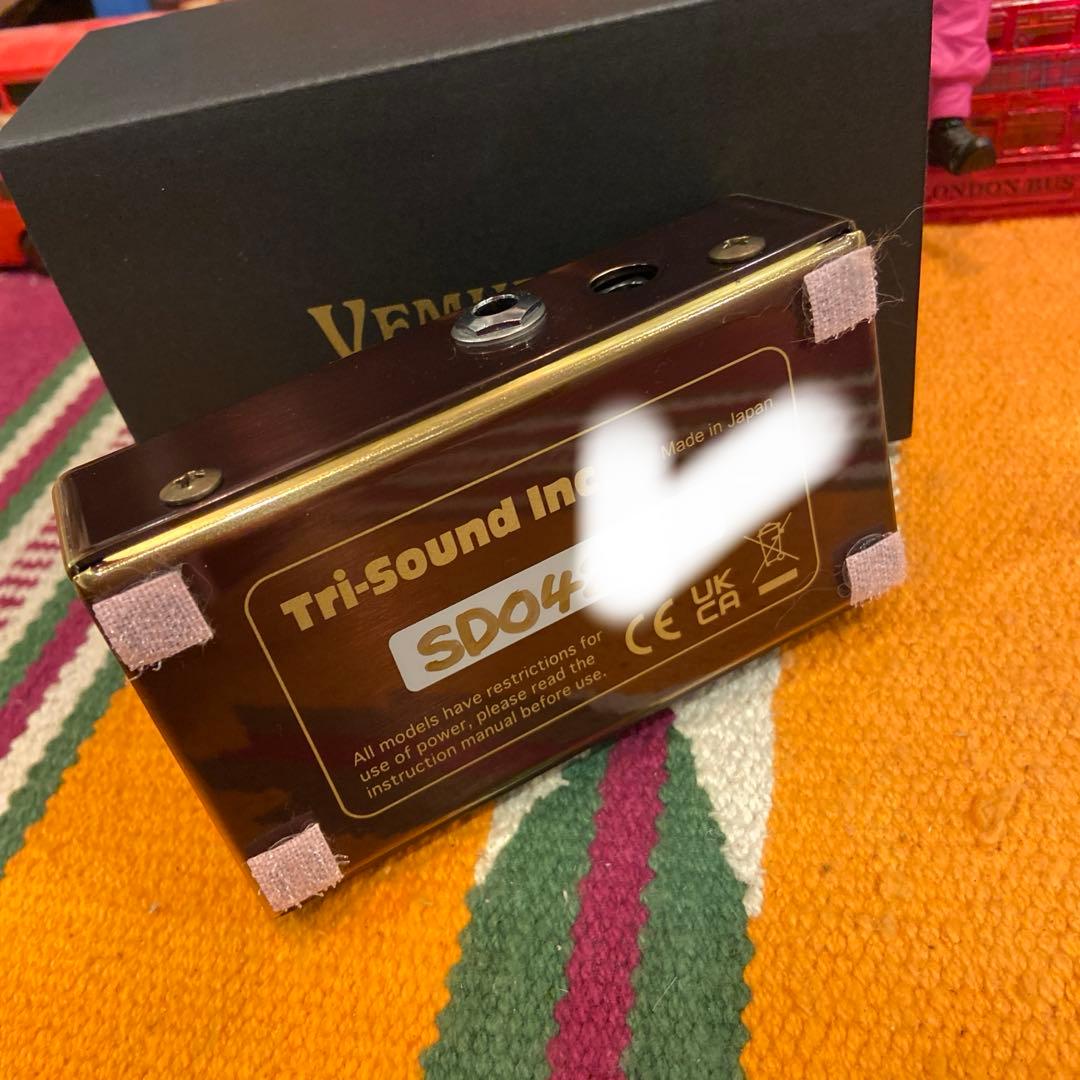 LONDON BUS
VEMU
Tri-Sound Inc
Made in Japan
SD04
All models have restrictions for
use of power, please read the
instruction manual before use.
CE
UK
CA